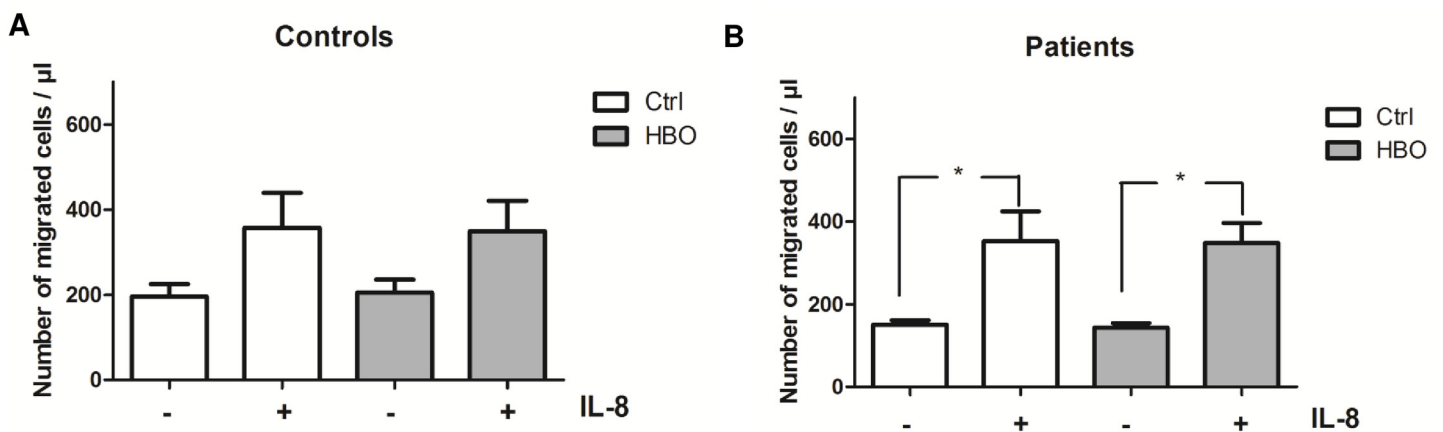 A
Controls
Number of migrated cells / µl
600
400
200
0
Ctrl
HBO
- + - + IL-8
B
Patients
Number of migrated cells / µl
600
400
200
0
* *
Ctrl
HBO
- + - + IL-8